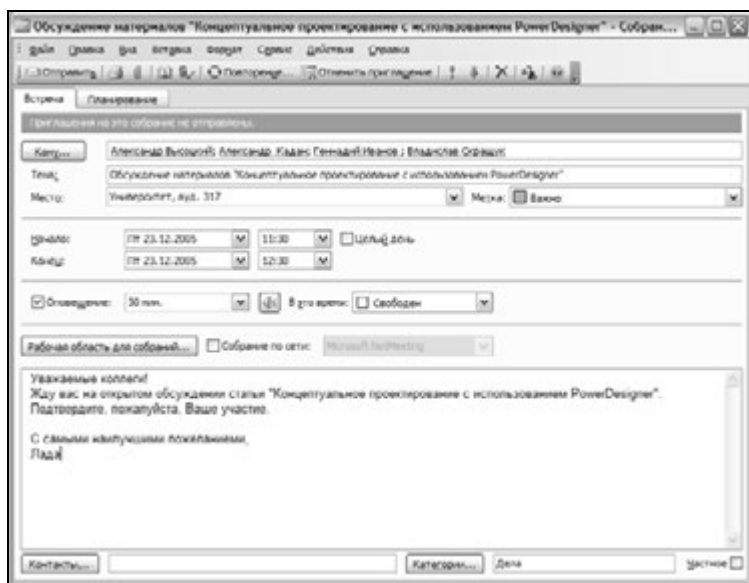 Обсуждение материалов "Концептуальное проектирование с использованием PowerDesigner" - Собран...
Файл Правка Вид Вставка Формат Сервис Действия Справка
Отправить Повторение... Отменить приглашение
Встреча Планирование
Приглашения на это собрание не отправлены.
Кому... Александр Высоцкий; Александр Геннадий Владислав
Тема: Обсуждение материалов "Концептуальное проектирование с использованием PowerDesigner"
Место: Университет, ауд. 317 Метка: Важно
Начало: Пт 23.12.2005 11:30 Целый день
Конец: Пт 23.12.2005 12:30
Оповещение: 30 мин. В это время: Свободен
Рабочая область для собраний... Собрание по сети: Microsoft NetMeeting
Уважаемые коллеги!
Жду вас на открытом обсуждении статьи "Концептуальное проектирование с использованием PowerDesigner".
Подтвердите, пожалуйста, Ваше участие.
С самыми наилучшими пожеланиями,
Лада
Контакты... Категории... Дела Частное